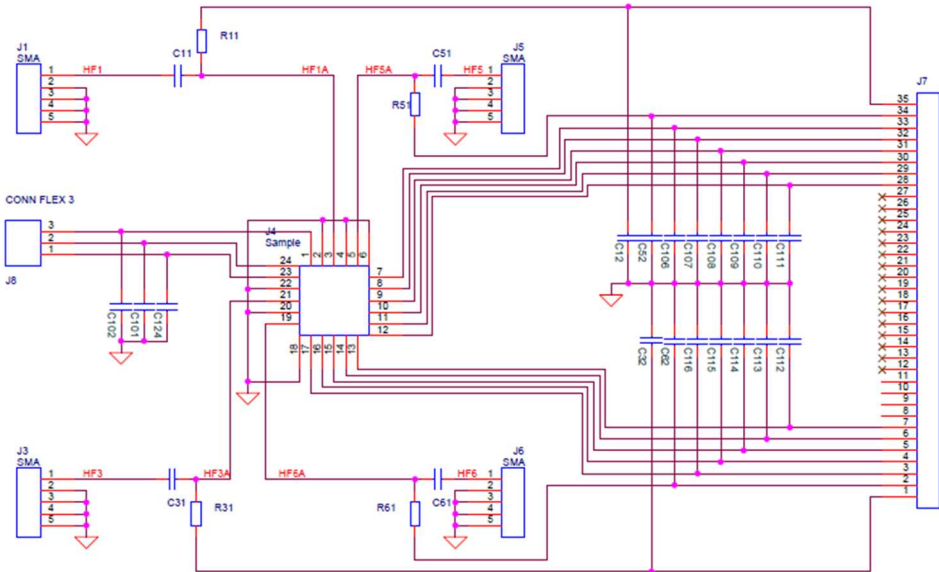 J1
SMA
1
2
3
4
5
HF1
C11
R11
HF1A
HF5A
C51
HF5
R51
J5
SMA
1
2
3
4
5
J7
35
34
33
32
31
30
29
28
27
26
25
24
23
22
21
20
19
18
17
16
15
14
13
12
11
10
9
8
7
6
5
4
3
2
1
CONN FLEX 3
3
2
1
J8
C102
C101
C124
J4
Sample
1
2
3
4
5
6
24
23
22
21
20
19
7
8
9
10
11
12
18
17
16
15
14
13
C12
C52
C106
C107
C108
C109
C110
C111
C32
C62
C116
C115
C114
C113
C112
J3
SMA
1
2
3
4
5
HF3
C31
HF3A
R31
HF6A
R61
C61
HF6
J6
SMA
1
2
3
4
5